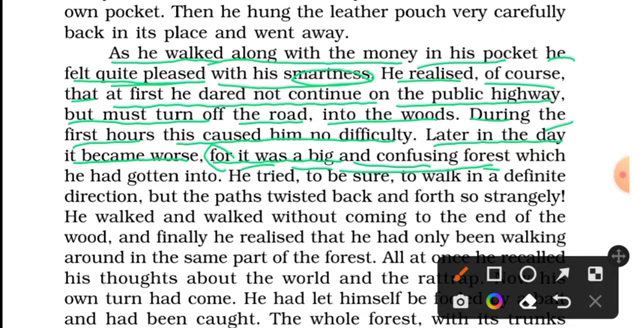 own pocket. Then he hung the leather pouch very carefully
back in its place and went away.
As he walked along with the money in his pocket he
felt quite pleased with his smartness. He realised, of course,
that at first he dared not continue on the public highway,
but must turn off the road, into the woods. During the
first hours this caused him no difficulty. Later in the day
it became worse, for it was a big and confusing forest which
he had gotten into. He tried, to be sure, to walk in a definite
direction, but the paths twisted back and forth so strangely!
He walked and walked without coming to the end of the
wood, and finally he realised that he had only been walking
around in the same part of the forest. All at once he recalled
his thoughts about the world and the rattrap. Now his
own turn had come. He had let himself be
and had been caught. The whole forest, with its trunks